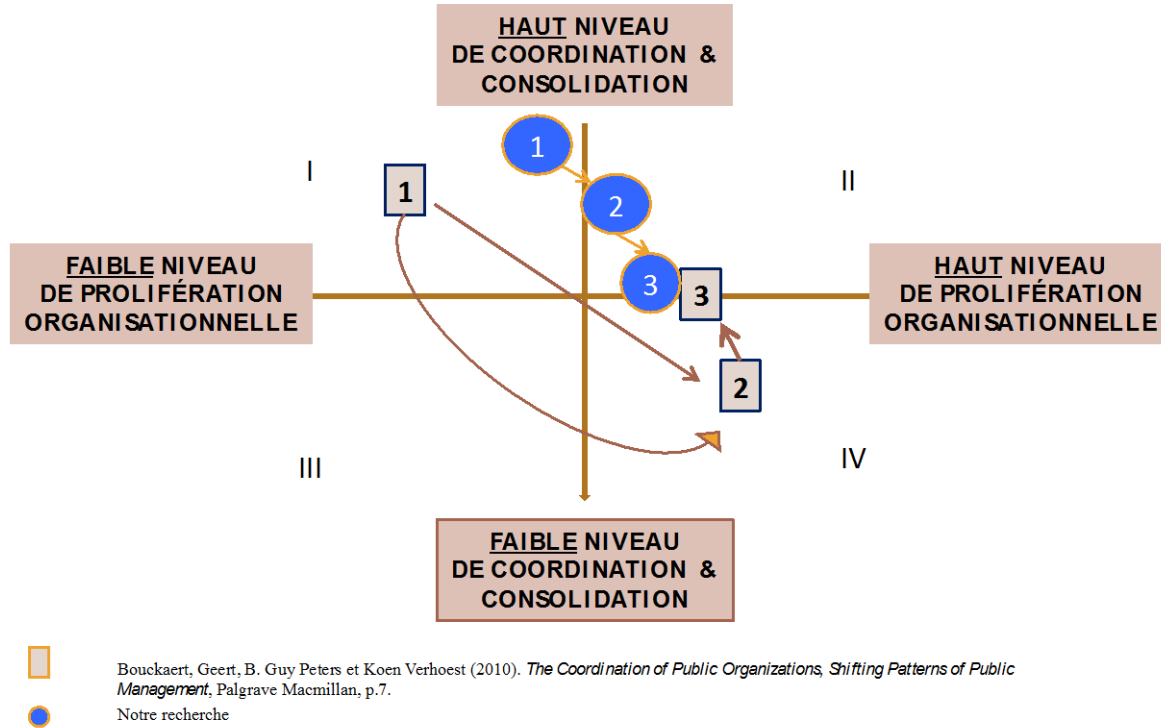 HAUT NIVEAU
DE COORDINATION &
CONSOLIDATION
1
I
II
1
2
FAIBLE NIVEAU
DE PROLIFÉRATION
ORGANISATIONNELLE
3
3
HAUT NIVEAU
DE PROLIFÉRATION
ORGANISATIONNELLE
2
III
IV
FAIBLE NIVEAU
DE COORDINATION &
CONSOLIDATION
Bouckaert, Geert, B. Guy Peters et Koen Verhoest (2010). The Coordination of Public Organizations, Shifting Patterns of Public
Management, Palgrave Macmillan, p.7.
Notre recherche